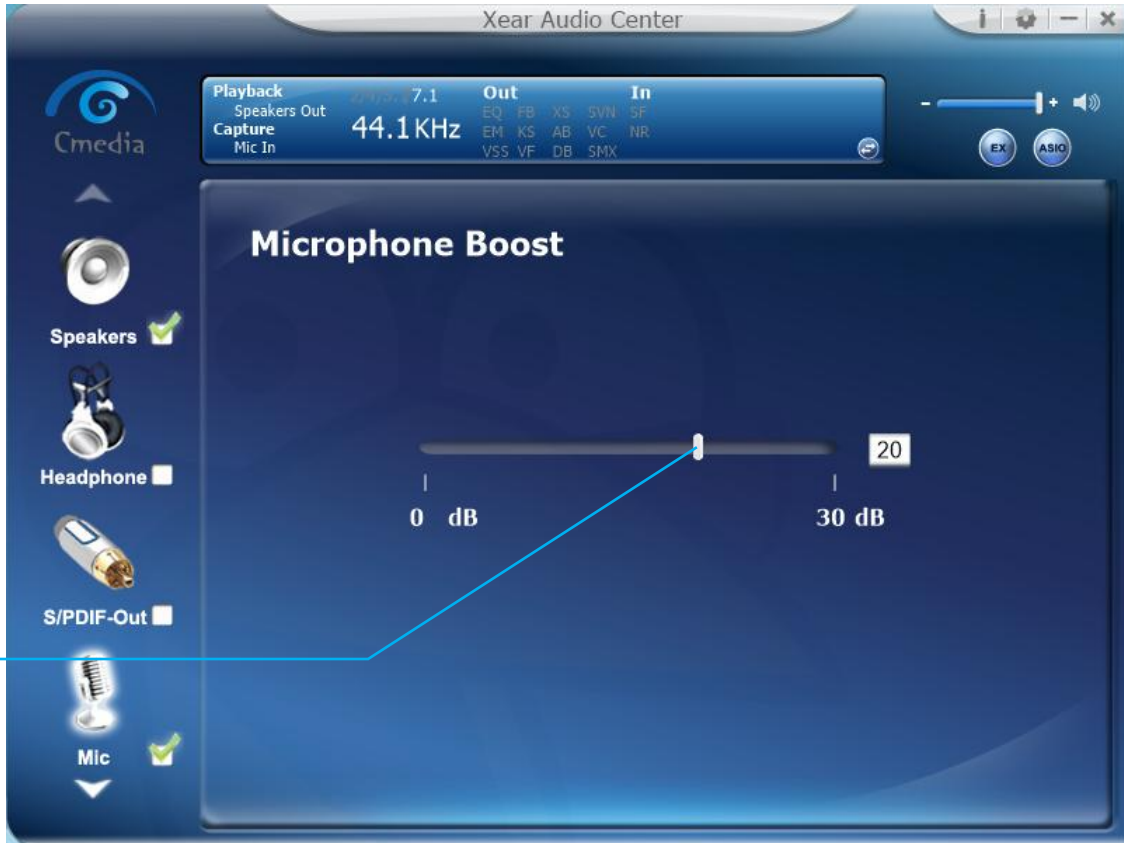 Xear Audio Center
i
Cmedia
Playback
Speakers Out
7.1
Capture
44.1KHz
Mic In
Out In
EQ FB XS SVN SF
EM KS AB VC NR
VSS VF DB SMX
- +
EX ASIO
Microphone Boost
20
0 dB 30 dB
Speakers
Headphone
S/PDIF-Out
Mic